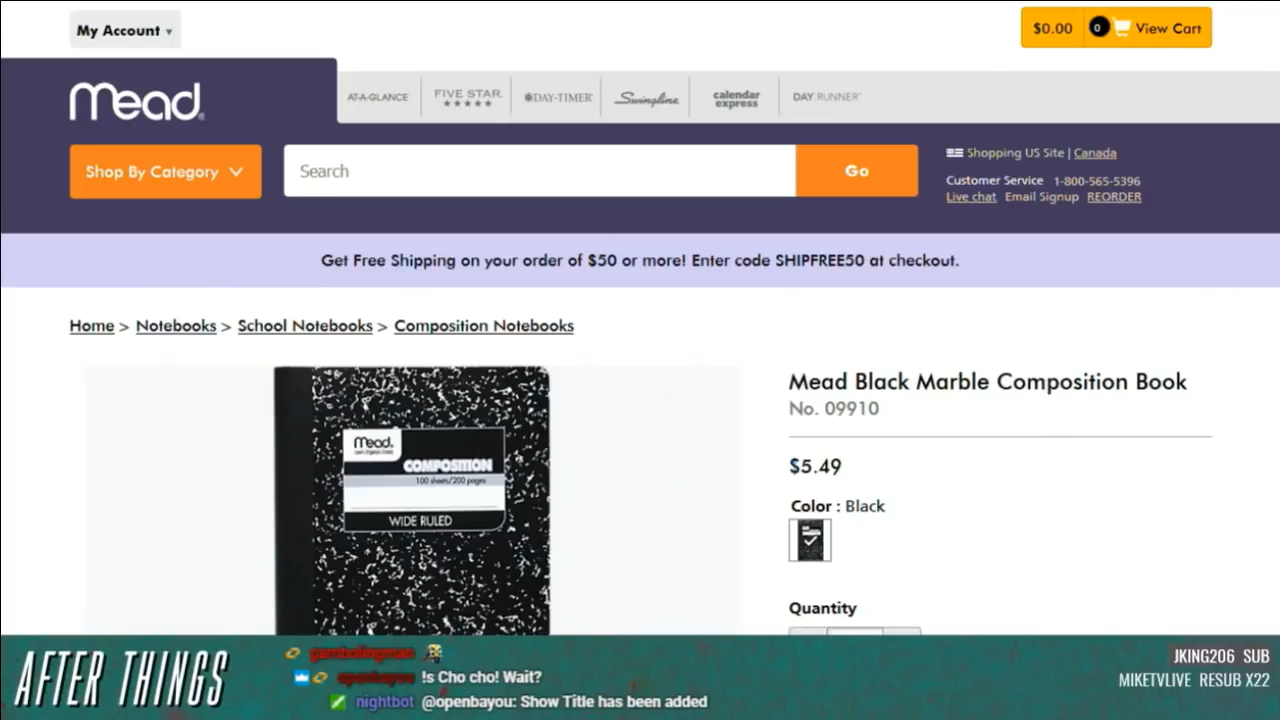 My Account ▾
$0.00 0 View Cart
Mead
AT-A-GLANCE FIVE STAR ★★★★★ DAY-TIMER Swingline calendar express DAY RUNNER
Shop By Category
Search
Go
Shopping US Site | Canada
Customer Service 1-800-565-5396
Live chat Email Signup REORDER
Get Free Shipping on your order of $50 or more! Enter code SHIPFREE50 at checkout.
Home > Notebooks > School Notebooks > Composition Notebooks
Mead Black Marble Composition Book
No. 09910
$5.49
Color : Black
Quantity
Mead
COMPOSITION
100 sheets/200 pages
WIDE RULED
AFTER THINGS
!s Cho cho! Wait?
nightbot @openbayou: Show Title has been added
JKING206 SUB
MIKETVLIVE RESUB X22